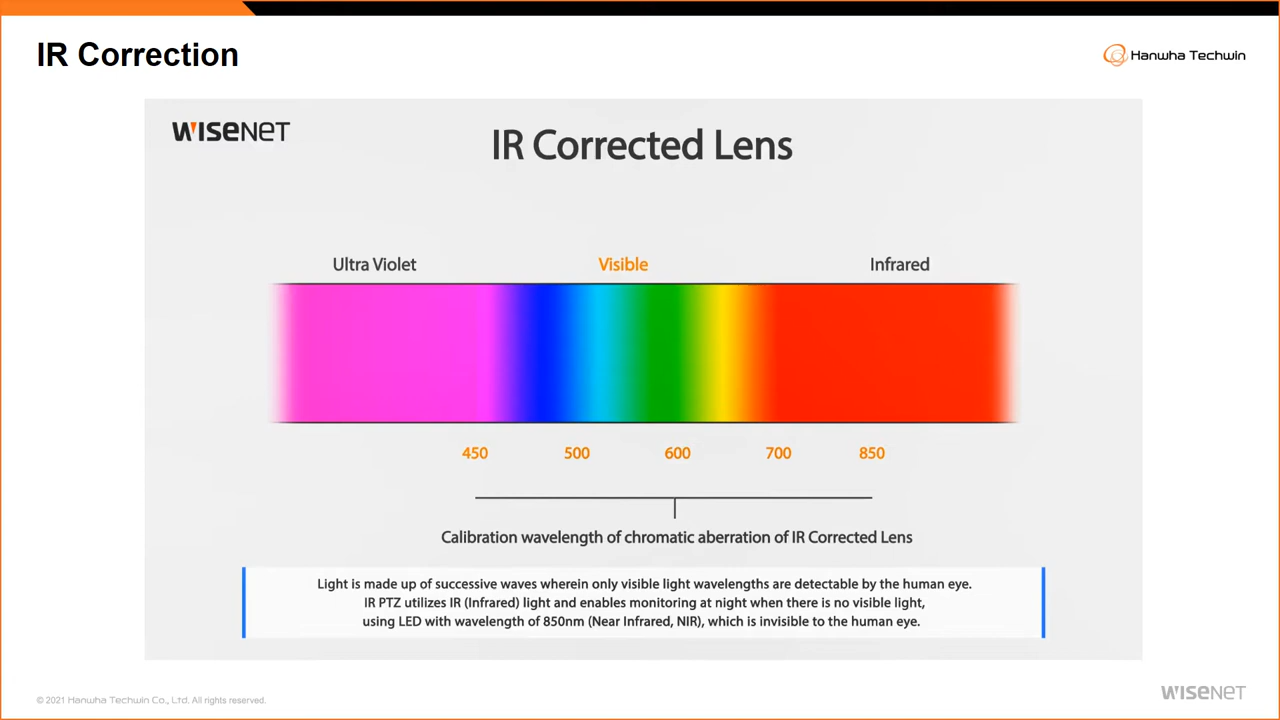 IR Correction
Hanwha Techwin
WISENET
IR Corrected Lens
Ultra Violet
Visible
Infrared
450
500
600
700
850
Calibration wavelength of chromatic aberration of IR Corrected Lens
Light is made up of successive waves wherein only visible light wavelengths are detectable by the human eye.
IR PTZ utilizes IR (Infrared) light and enables monitoring at night when there is no visible light,
using LED with wavelength of 850nm (Near Infrared, NIR), which is invisible to the human eye.
© 2021 Hanwha Techwin Co., Ltd. All rights reserved.
WISENET